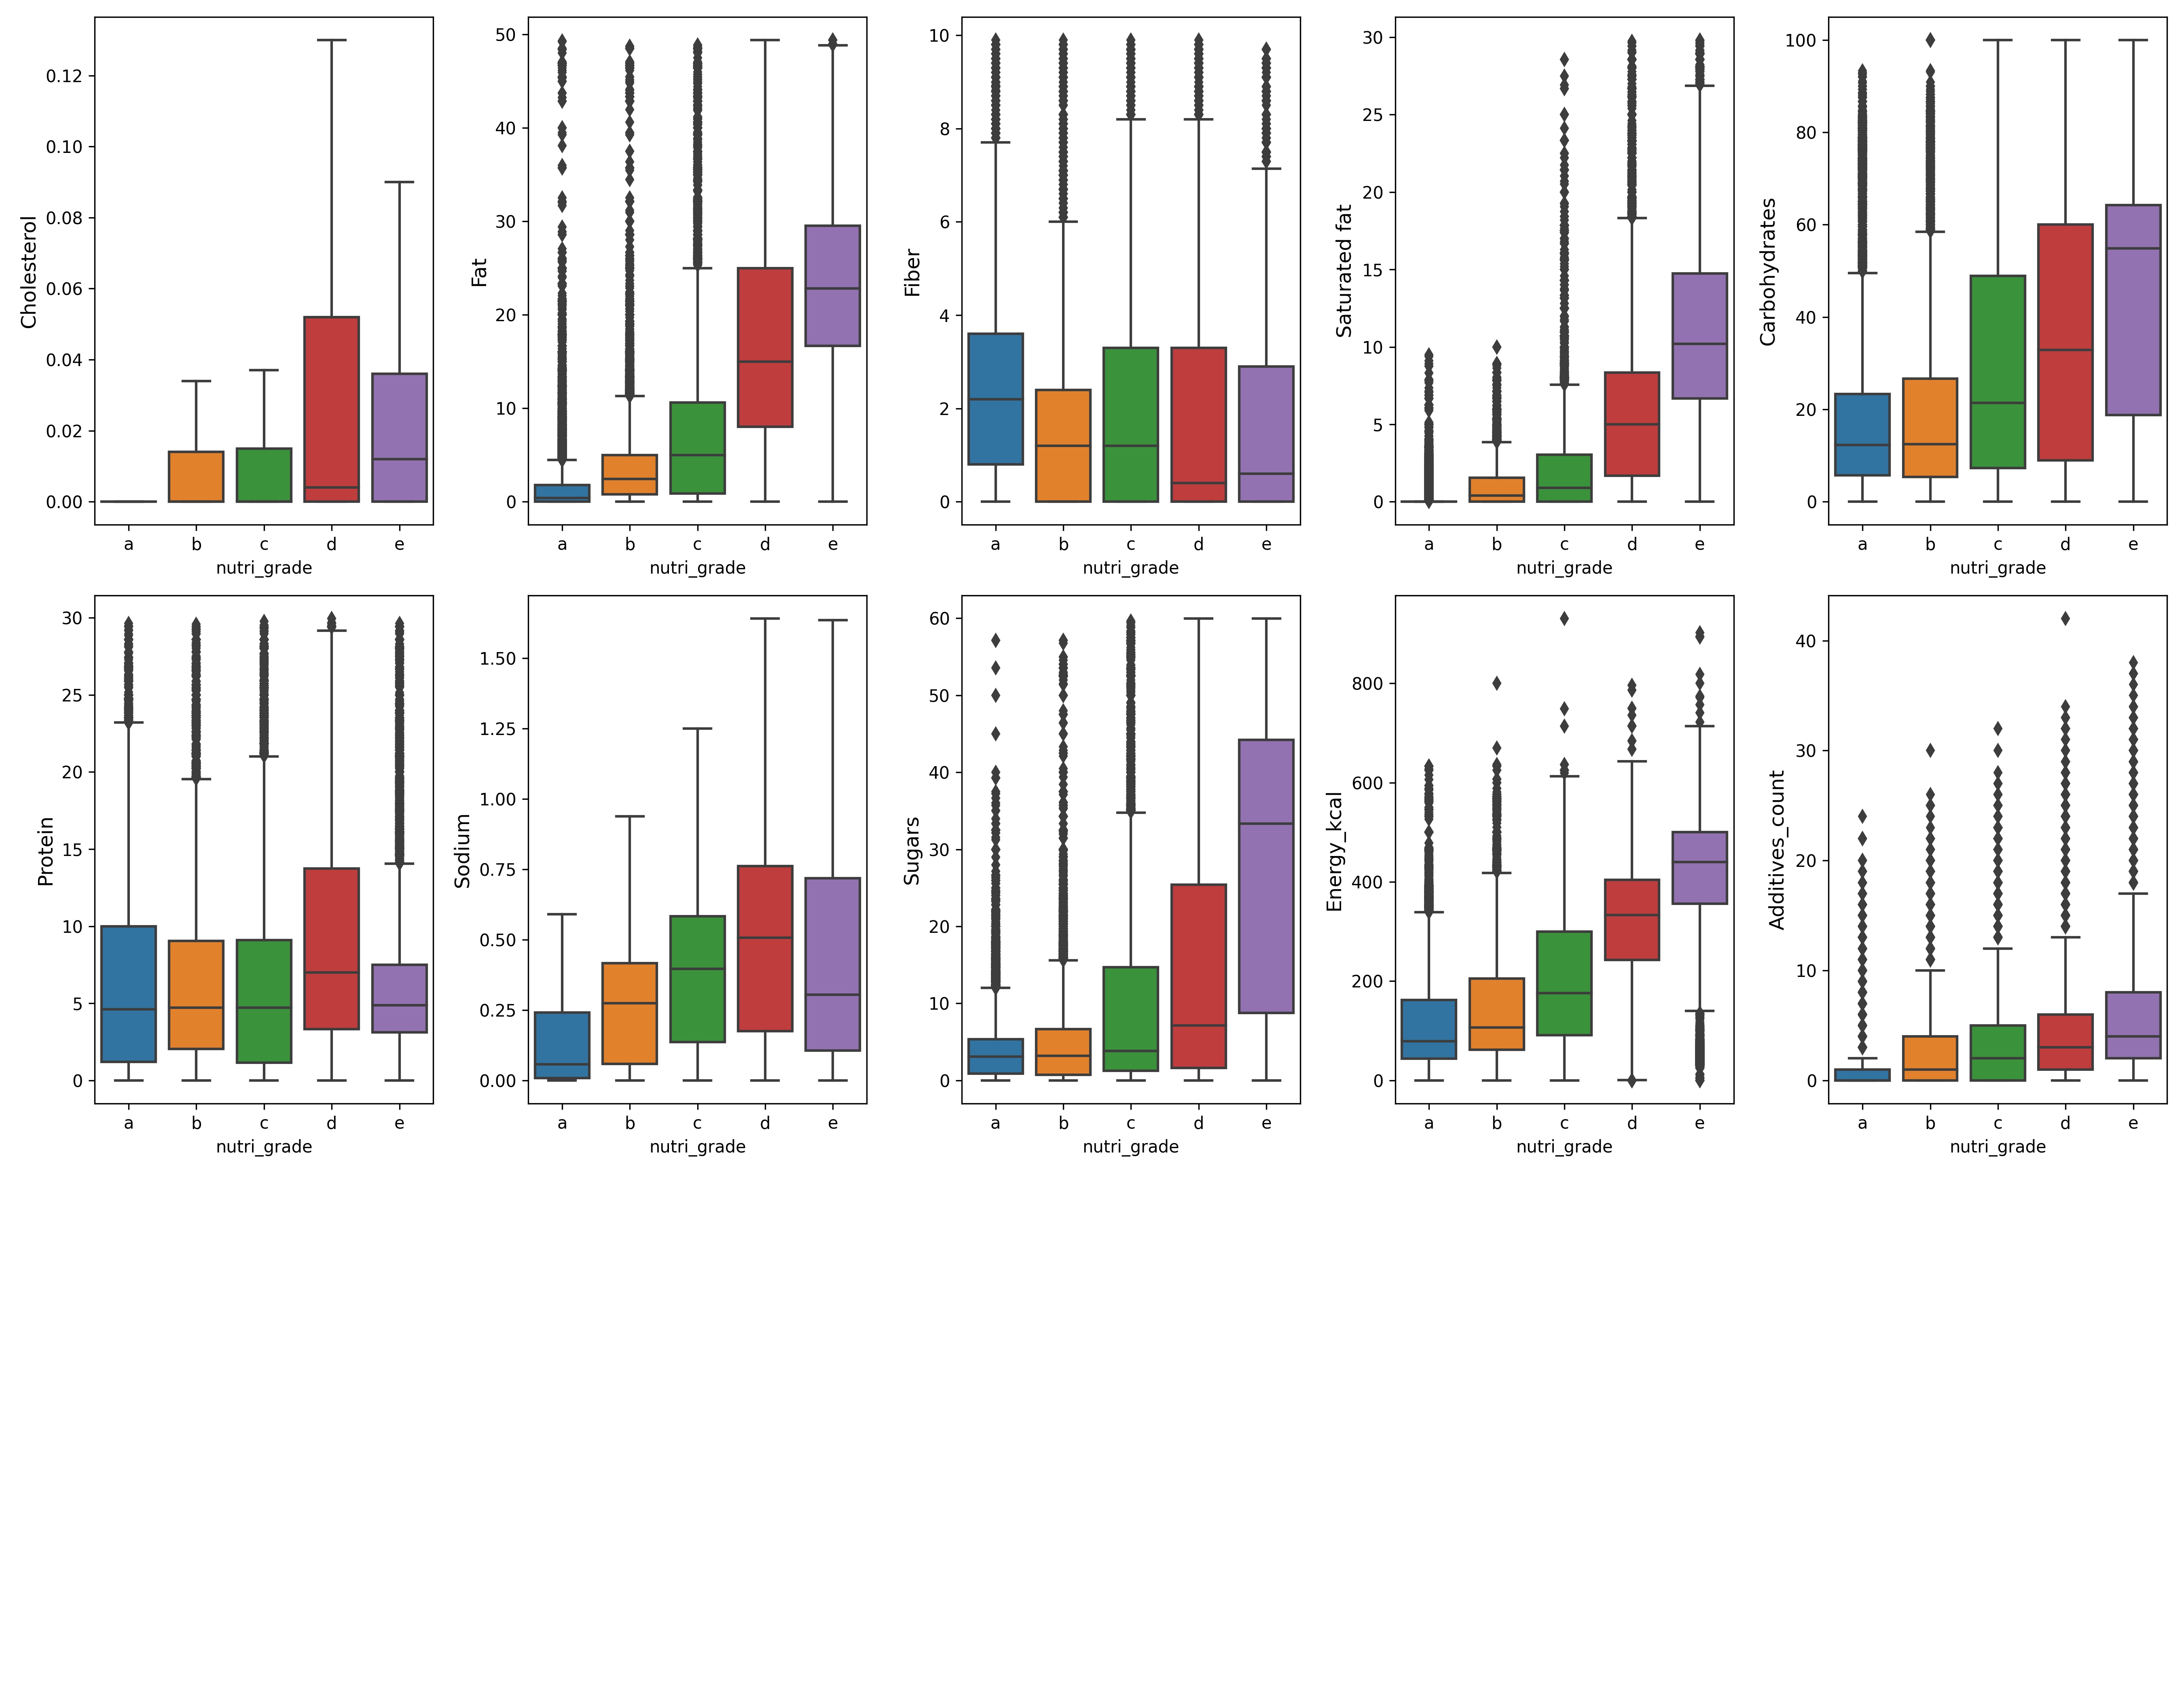 Cholesterol
0.12
0.10
0.08
0.06
0.04
0.02
0.00
a b c d e
nutri_grade
Fat
50
40
30
20
10
0
a b c d e
nutri_grade
Fiber
10
8
6
4
2
0
a b c d e
nutri_grade
Saturated fat
30
25
20
15
10
5
0
a b c d e
nutri_grade
Carbohydrates
100
80
60
40
20
0
a b c d e
nutri_grade
Protein
30
25
20
15
10
5
0
a b c d e
nutri_grade
Sodium
1.50
1.25
1.00
0.75
0.50
0.25
0.00
a b c d e
nutri_grade
Sugars
60
50
40
30
20
10
0
a b c d e
nutri_grade
Energy_kcal
800
600
400
200
0
a b c d e
nutri_grade
Additives_count
40
30
20
10
0
a b c d e
nutri_grade